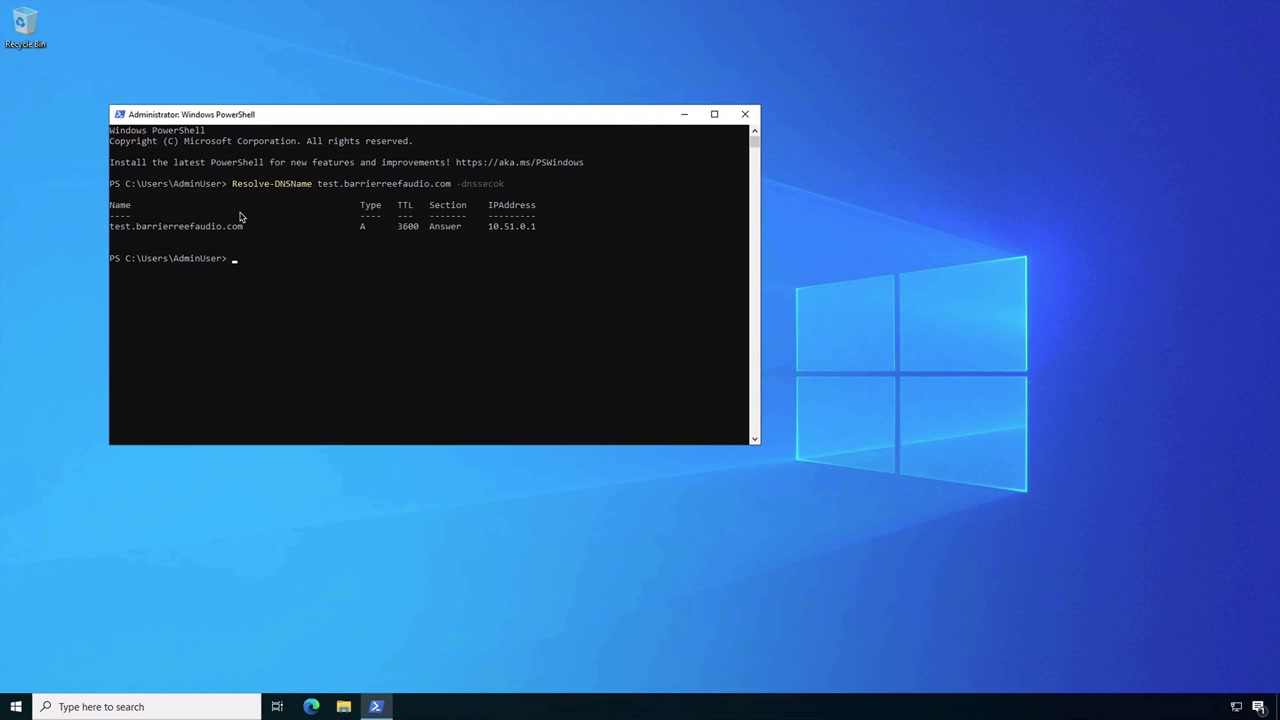 Recycle Bin
Administrator: Windows PowerShell
Windows PowerShell
Copyright (C) Microsoft Corporation. All rights reserved.
Install the latest PowerShell for new features and improvements! https://aka.ms/PSWindows
PS C:\Users\AdminUser> Resolve-DNSName test.barrierreefaudio.com -dnssecok
Name Type TTL Section IPAddress
---- ---- --- ------- ---------
test.barrierreefaudio.com A 3600 Answer 10.51.0.1
PS C:\Users\AdminUser>
Type here to search
1